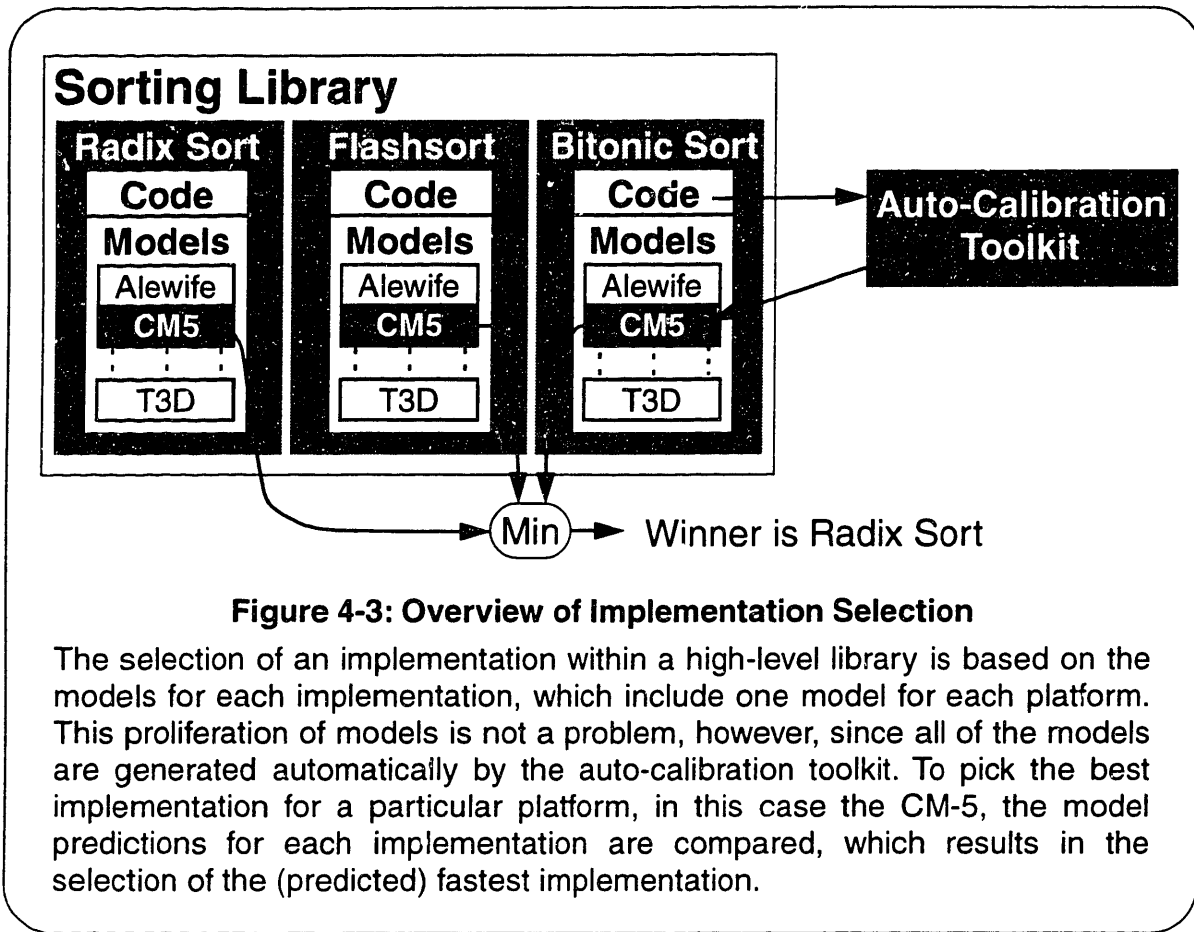 Sorting Library
Radix Sort Flashsort Bitonic Sort
Code Code Code
Models Models Models
Alewife Alewife Alewife
CM5 CM5 CM5
T3D T3D T3D
Auto-Calibration
Toolkit
Min Winner is Radix Sort
Figure 4-3: Overview of Implementation Selection
The selection of an implementation within a high-level library is based on the
models for each implementation, which include one model for each platform.
This proliferation of models is not a problem, however, since all of the models
are generated automatically by the auto-calibration toolkit. To pick the best
implementation for a particular platform, in this case the CM-5, the model
predictions for each implementation are compared, which results in the
selection of the (predicted) fastest implementation.